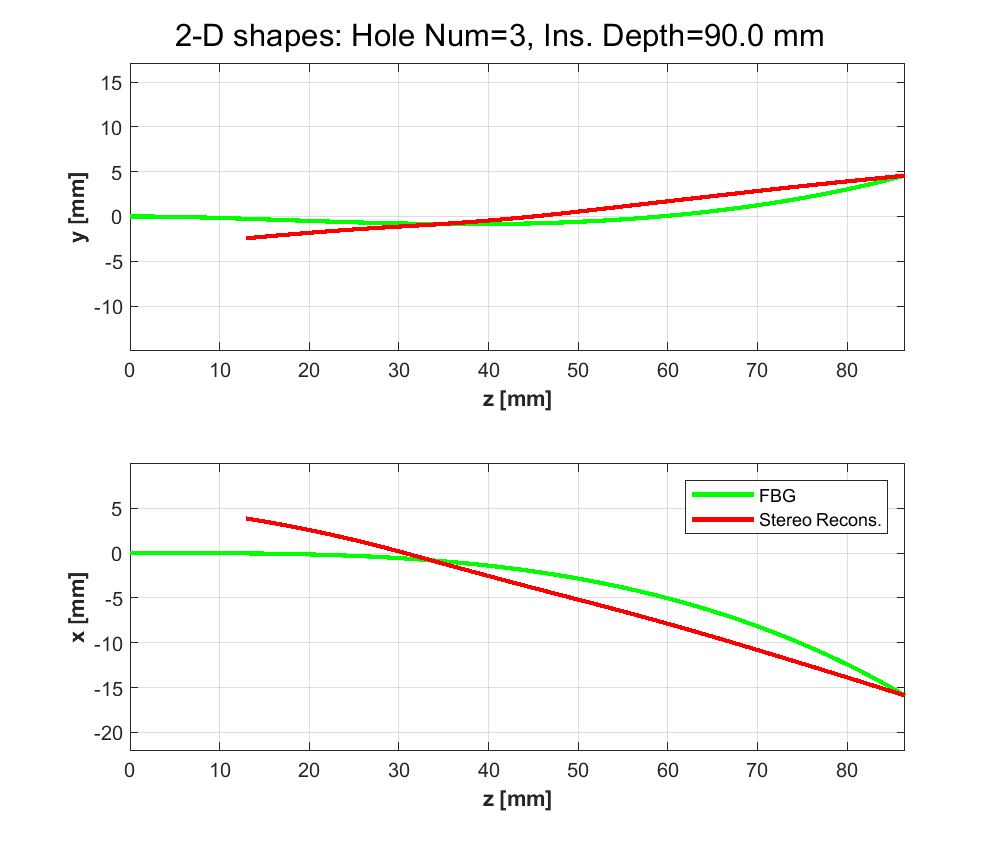 2-D shapes: Hole Num=3, Ins. Depth=90.0 mm
15
10
5
0
-5
-10
y [mm]
0 10 20 30 40 50 60 70 80
z [mm]
5
0
-5
-10
-15
-20
x [mm]
FBG
Stereo Recons.
0 10 20 30 40 50 60 70 80
z [mm]